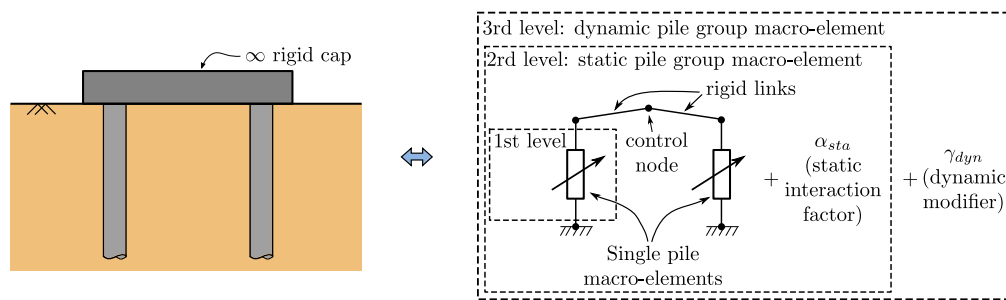 ∞ rigid cap
3rd level: dynamic pile group macro-element
2rd level: static pile group macro-element
rigid links
1st level
control
node
Single pile
macro-elements
+
α_sta
(static
interaction
factor)
+
γ_dyn
(dynamic
modifier)